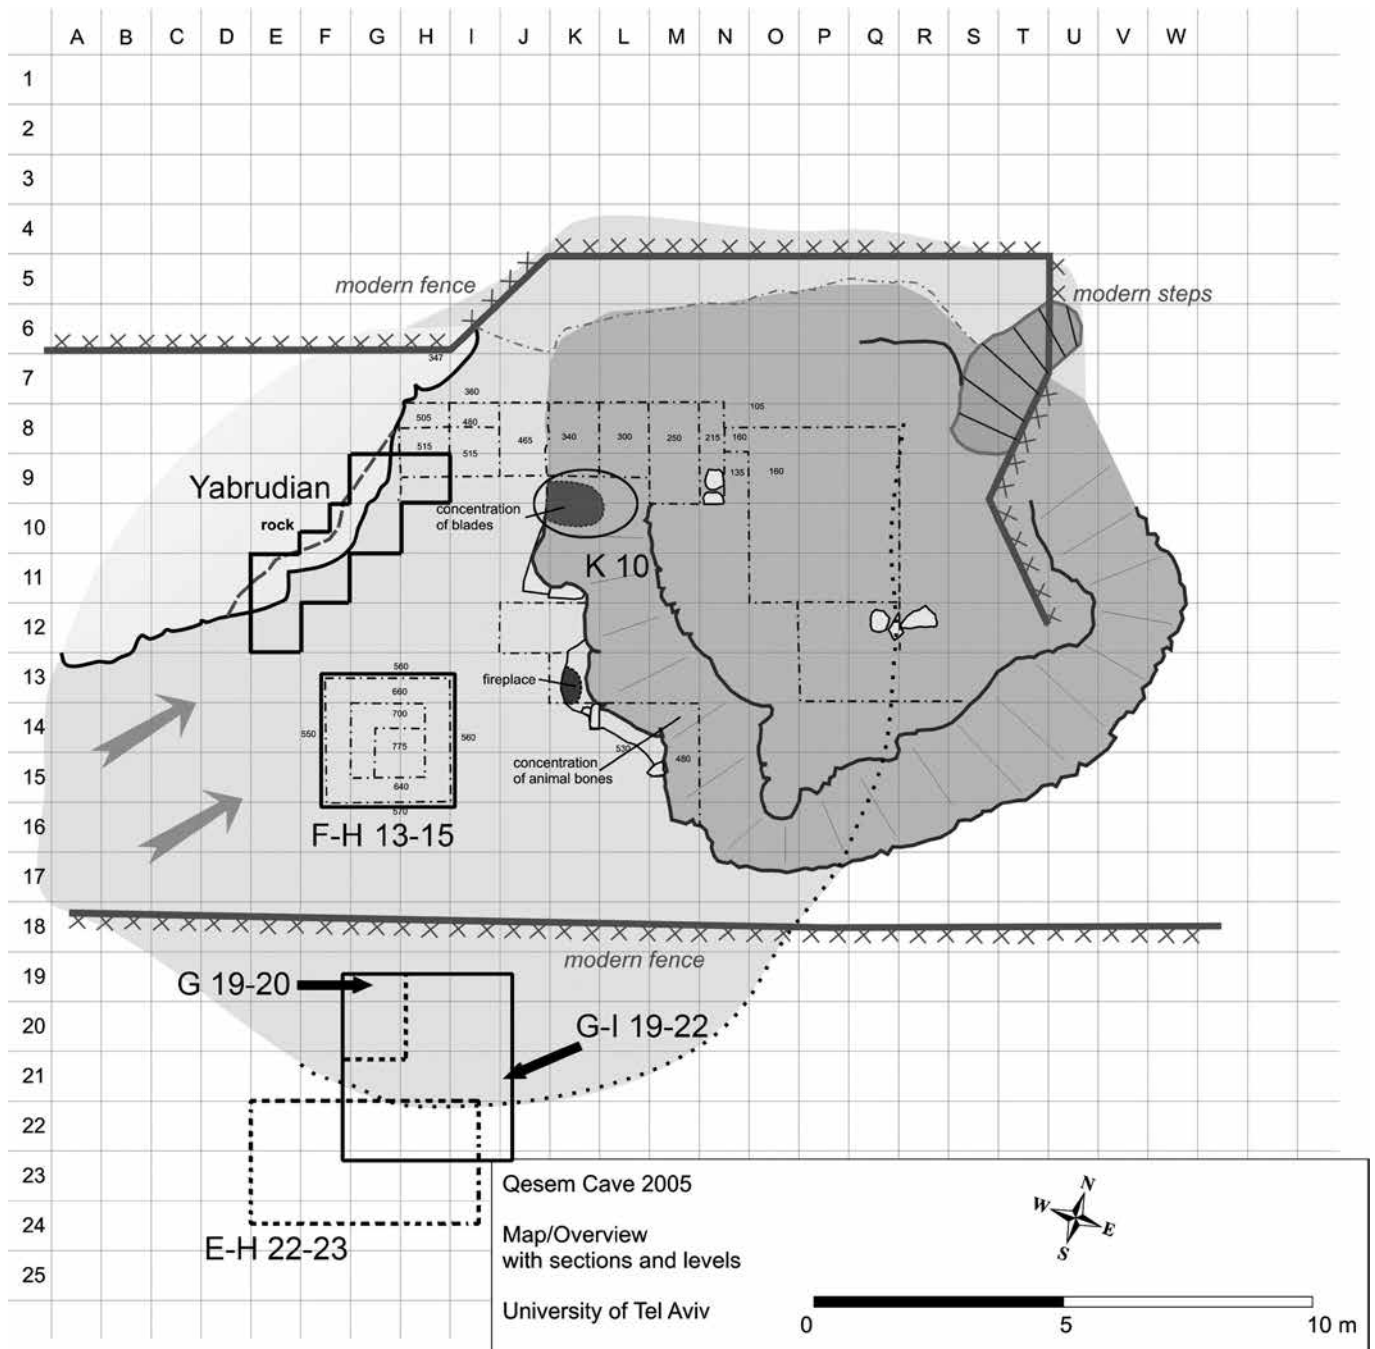 A B C D E F G H I J K L M N O P Q R S T U V W
1
2
3
4
5
modern fence
modern steps
6
347
7
360
105
8
505
480
465
340
300
250
215
160
515
515
9
135
160
Yabrudian
concentration
of blades
10
rock
K 10
11
12
13
560
fireplace
660
14
700
550
560
775
530
480
15
concentration
of animal bones
640
570
16
F-H 13-15
17
18
modern fence
19
G 19-20
20
G-I 19-22
21
22
23
Qesem Cave 2005
N
W
E
S
24
Map/Overview
with sections and levels
E-H 22-23
25
University of Tel Aviv
0 5 10 m